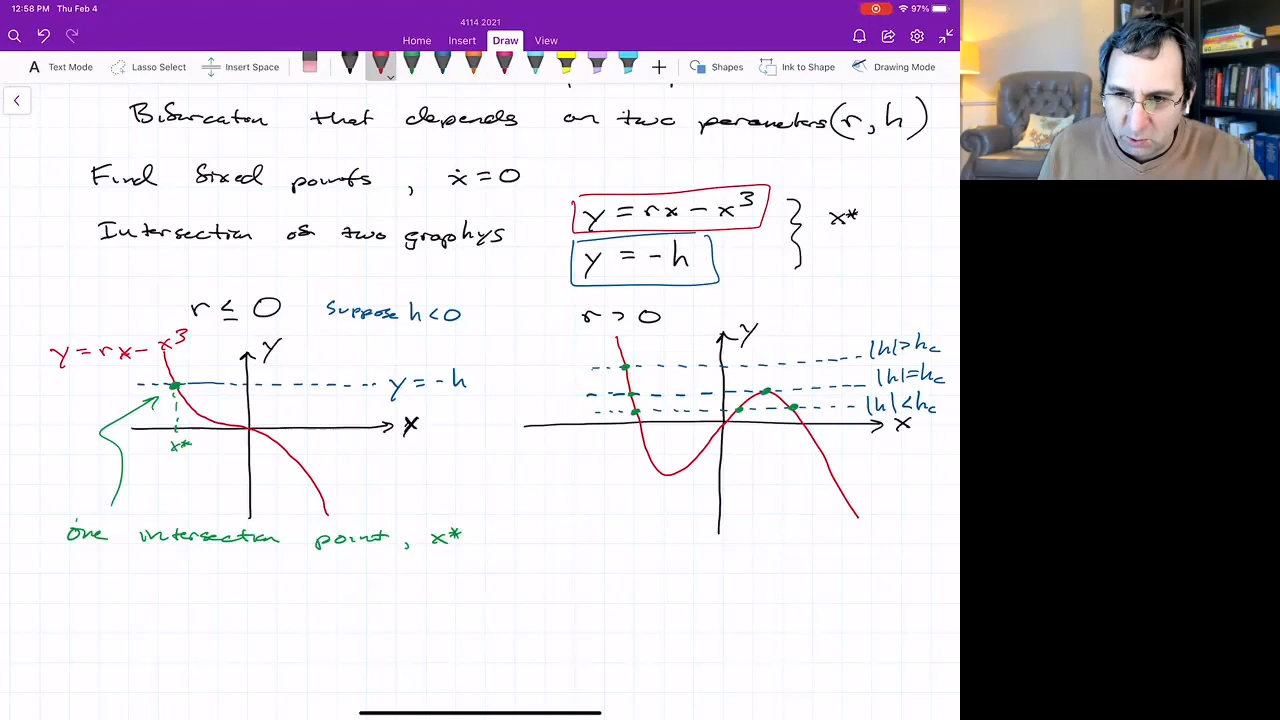 12:58 PM Thu Feb 4
97%
4114 2021
Home Insert Draw View
A Text Mode Lasso Select Insert Space Shapes Ink to Shape Drawing Mode
Bifurcation that depends on two parameters (r, h)
Find fixed points, ẋ = 0
y = rx - x³
x*
Intersection of two graphys
y = -h
r ≤ 0 suppose h < 0
r > 0
y = rx - x³
y
y
|h| > hc
y = -h
|h| = hc
|h| < hc
x
x
x*
one intersection point, x*